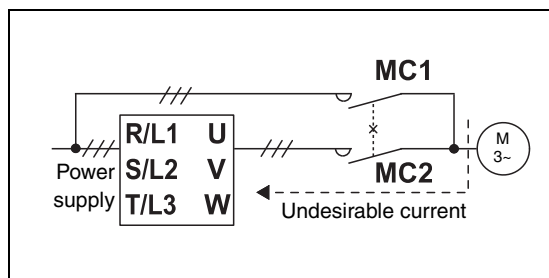 MC1
R/L1 U
S/L2 V
T/L3 W
Power
supply
MC2
M
3~
Undesirable current